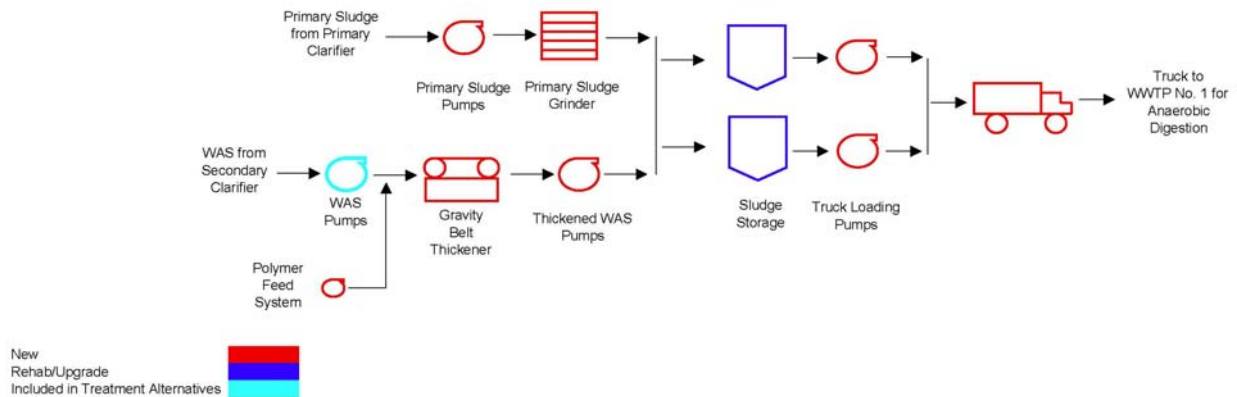 Primary Sludge
from Primary
Clarifier
Primary Sludge
Pumps
Primary Sludge
Grinder
Truck to
WWTP No. 1 for
Anaerobic
Digestion
WAS from
Secondary
Clarifier
WAS
Pumps
Gravity
Belt
Thickener
Thickened WAS
Pumps
Sludge
Storage
Truck Loading
Pumps
Polymer
Feed
System
New
Rehab/Upgrade
Included in Treatment Alternatives